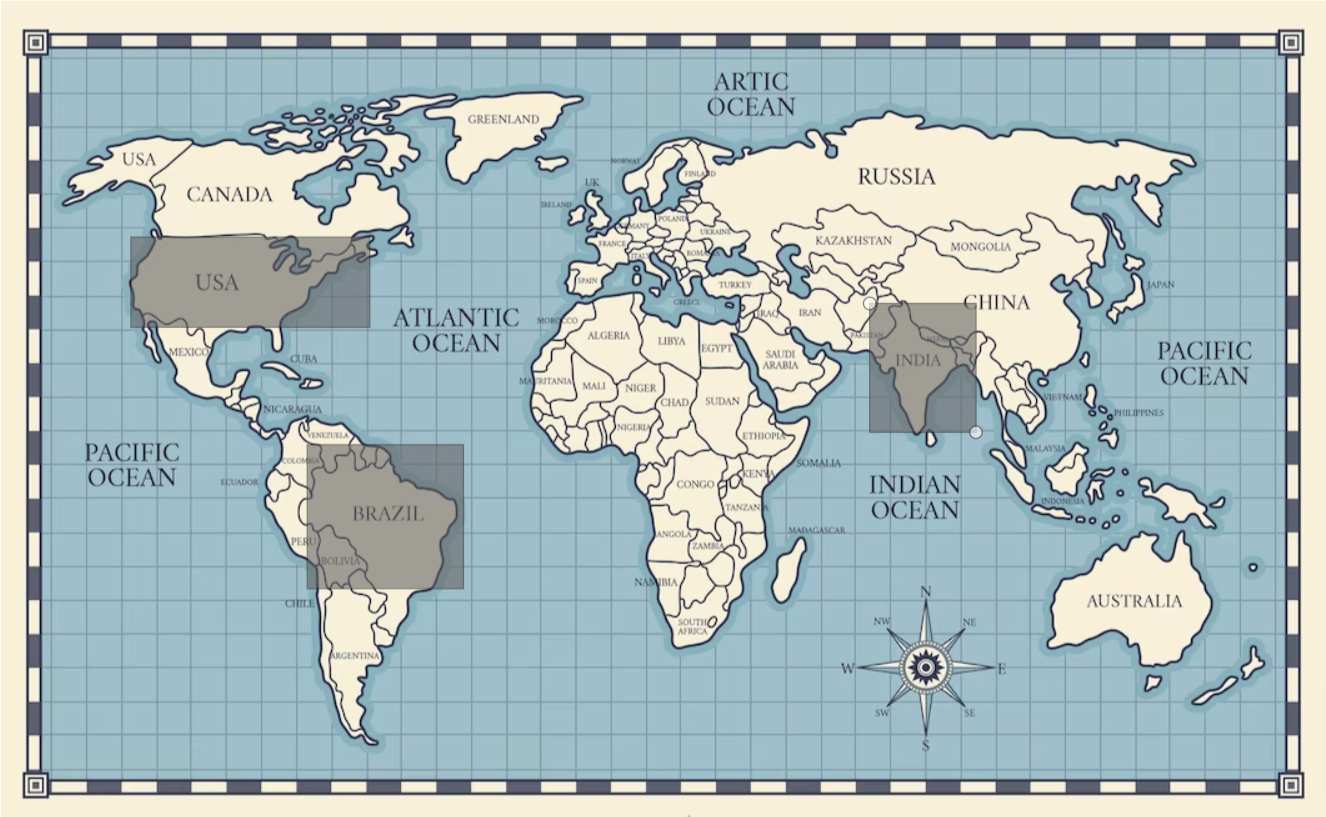 ARTIC
OCEAN
GREENLAND
USA
CANADA
NORWAY
FINLAND
RUSSIA
UK
IRELAND
POLAND
UKRAINE
FRANCE
ITALY
KAZAKHSTAN
MONGOLIA
USA
SPAIN
TURKEY
JAPAN
GREECE
CHINA
ATLANTIC
OCEAN
MOROCCO
ALGERIA
LIBYA
EGYPT
IRAQ
IRAN
PAKISTAN
INDIA
MEXICO
CUBA
SAUDI
ARABIA
PACIFIC
OCEAN
MAURITANIA
MALI
NIGER
CHAD
SUDAN
VIETNAM
PHILIPPINES
NICARAGUA
VENEZUELA
NIGERIA
ETHIOPIA
PACIFIC
OCEAN
COLOMBIA
ECUADOR
SOMALIA
MALAYSIA
CONGO
KENYA
INDIAN
OCEAN
INDONESIA
BRAZIL
TANZANIA
PERU
BOLIVIA
ANGOLA
ZAMBIA
MADAGASCAR
NAMIBIA
CHILE
AUSTRALIA
SOUTH
AFRICA
ARGENTINA
N
NW
NE
W
E
SW
SE
S